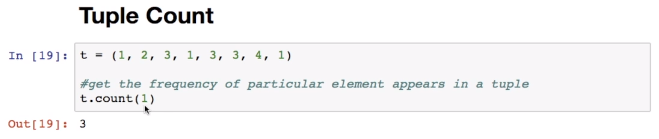 Tuple Count
In [19]: t = (1, 2, 3, 1, 3, 3, 4, 1)
#get the frequency of particular element appears in a tuple
t.count(1)
Out[19]: 3